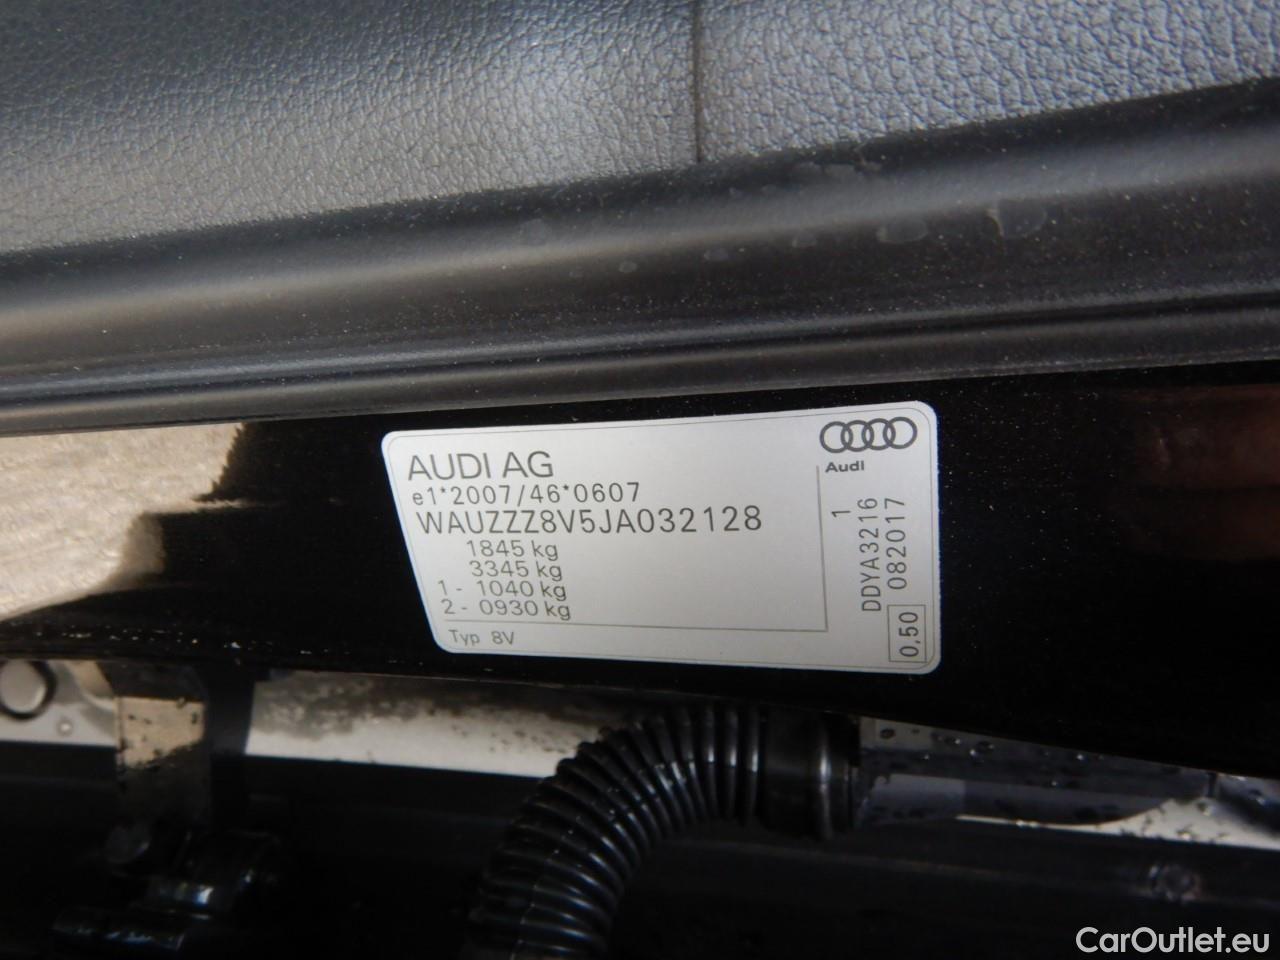 AUDI AG
e1*2007/46*0607
WAUZZZ8V5JA032128
1845 kg
3345 kg
1- 1040 kg
2- 0930 kg
Typ 8V
Audi
1
DDYA3216
082017
0,50
CarOutlet.eu